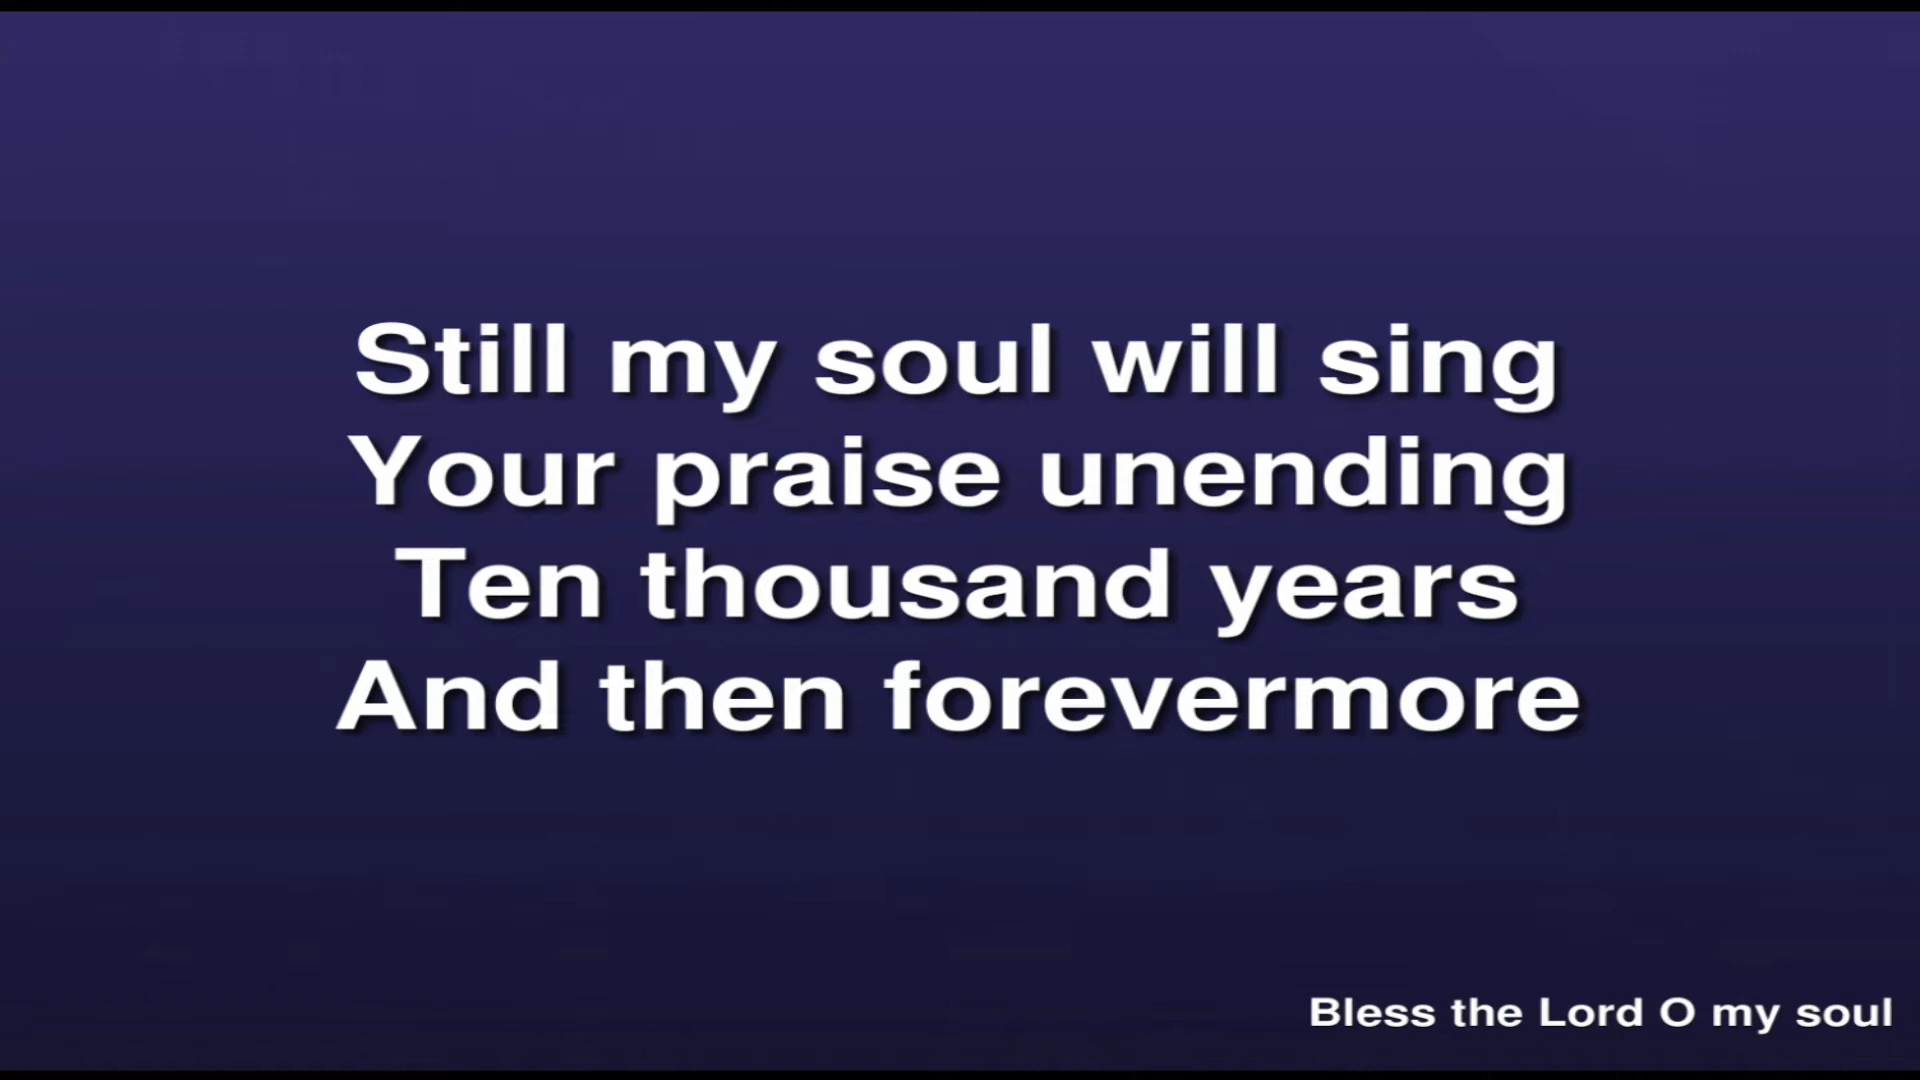 Still my soul will sing
Your praise unending
Ten thousand years
And then forevermore
Bless the Lord O my soul